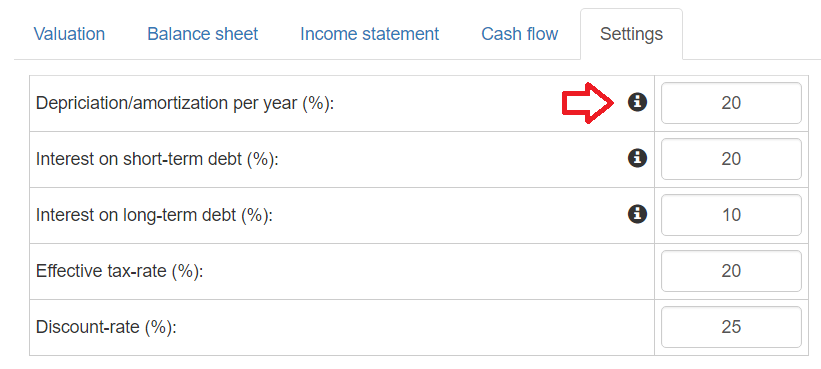 Valuation Balance sheet Income statement Cash flow Settings
Depriciation/amortization per year (%): 20
Interest on short-term debt (%): 20
Interest on long-term debt (%): 10
Effective tax-rate (%): 20
Discount-rate (%): 25